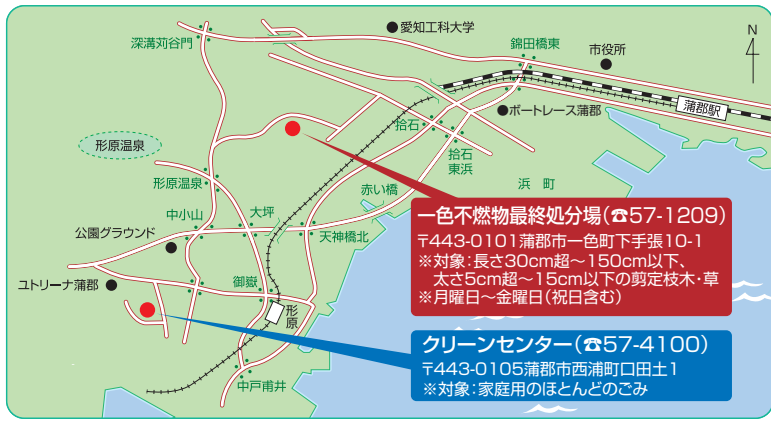 深溝苅谷門
愛知工科大学
錦田橋東
市役所
N
蒲郡駅
ボートレース蒲郡
拾石
拾石
東浜
浜町
形原温泉
形原温泉
赤い橋
中小山
大坪
公園グラウンド
天神橋北
ユトリーナ蒲郡
御嶽
形原
中戸甫井
一色不燃物最終処分場(☎57-1209)
〒443-0101蒲郡市一色町下手張10-1
※対象:長さ30cm超〜150cm以下、
太さ5cm超〜15cm以下の剪定枝木・草
※月曜日〜金曜日(祝日含む)
クリーンセンター(☎57-4100)
〒443-0105蒲郡市西浦町口田土1
※対象:家庭用のほとんどのごみ